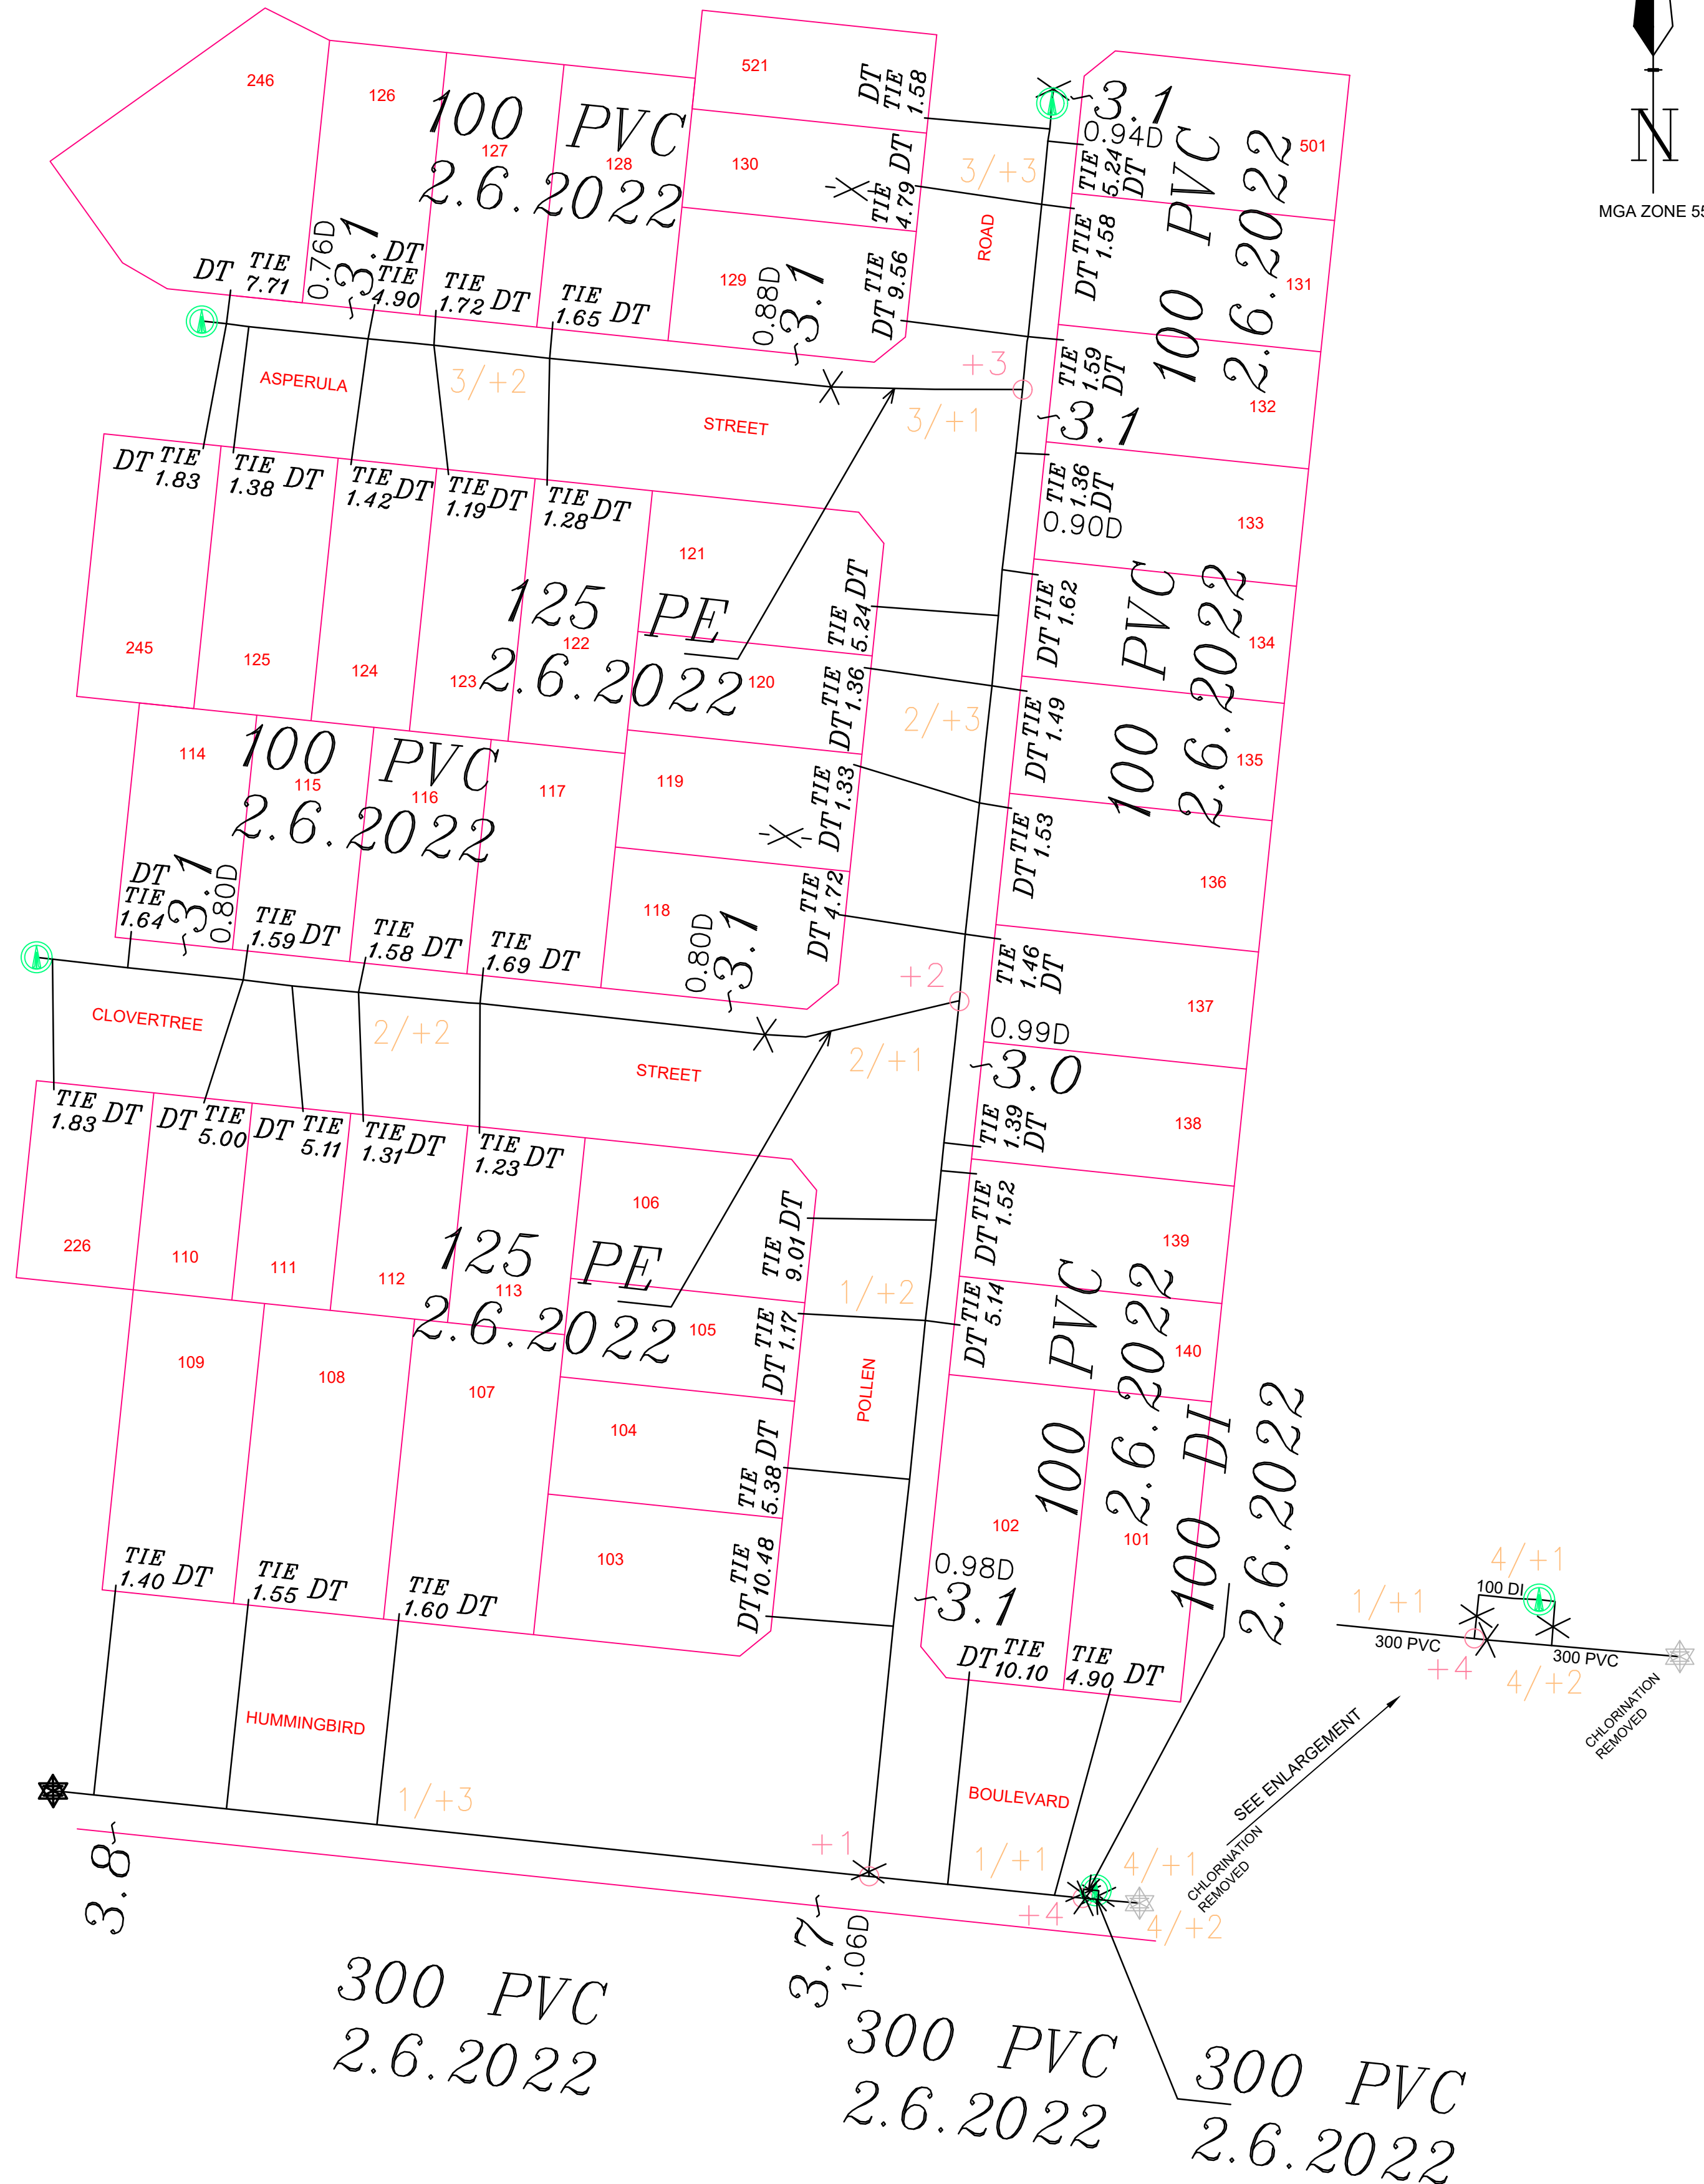 MGA ZONE 55
N
246
126
127
128
521
130
129
501
131
132
133
134
135
136
137
138
139
140
102
101
100 PVC
2.6.2022
DT TIE
7.71
0.76D
~3.1
DT
TIE
4.90
TIE
1.72 DT
TIE
1.65 DT
0.88D
~3.1
DT
TIE
1.58
TIE
4.79 DT
DT TIE
9.56
3/+3
ROAD
~3.1
0.94D
TIE
5.24
DT
DT TIE
1.58
100 PVC
2.6.2022
TIE
1.59
DT
~3.1
TIE
1.36
DT
0.90D
+3
3/+1
3/+2
ASPERULA
STREET
DT TIE
1.83
TIE
1.38 DT
TIE
1.42 DT
TIE
1.19 DT
TIE
1.28 DT
245
125
124
123
122
121
120
119
118
125 PE
2.6.2022
TIE
5.24 DT
DT TIE
1.36
DT TIE
1.33
DT TIE
4.72
2/+3
DT TIE
1.62
DT TIE
1.49
DT TIE
1.53
100 PVC
2.6.2022
TIE
1.46
DT
0.99D
~3.0
TIE
1.39
DT
DT TIE
1.52
DT TIE
5.14
114
115
116
117
100 PVC
2.6.2022
DT
TIE
1.64
~3.1
0.80D
TIE
1.59 DT
TIE
1.58 DT
TIE
1.69 DT
0.80D
~3.1
+2
2/+1
2/+2
CLOVERTREE
STREET
TIE
1.83 DT
DT TIE
5.00
DT TIE
5.11
TIE
1.31 DT
TIE
1.23 DT
226
110
111
112
113
106
105
104
103
125 PE
2.6.2022
TIE
9.01 DT
DT TIE
1.17
TIE
5.38 DT
DT TIE
10.48
1/+2
POLLEN
100 PVC
2.6.2022
100 DI
2.6.2022
0.98D
~3.1
DT TIE
10.10
TIE
4.90 DT
109
108
107
TIE
1.40 DT
TIE
1.55 DT
TIE
1.60 DT
HUMMINGBIRD
BOULEVARD
1/+3
+1
1/+1
4/+1
+4
4/+2
3.8~
3.7~
1.06D
300 PVC
2.6.2022
300 PVC
2.6.2022
300 PVC
2.6.2022
CHLORINATION
REMOVED
SEE ENLARGEMENT
4/+1
100 DI
1/+1
300 PVC
+4
300 PVC
4/+2
CHLORINATION
REMOVED